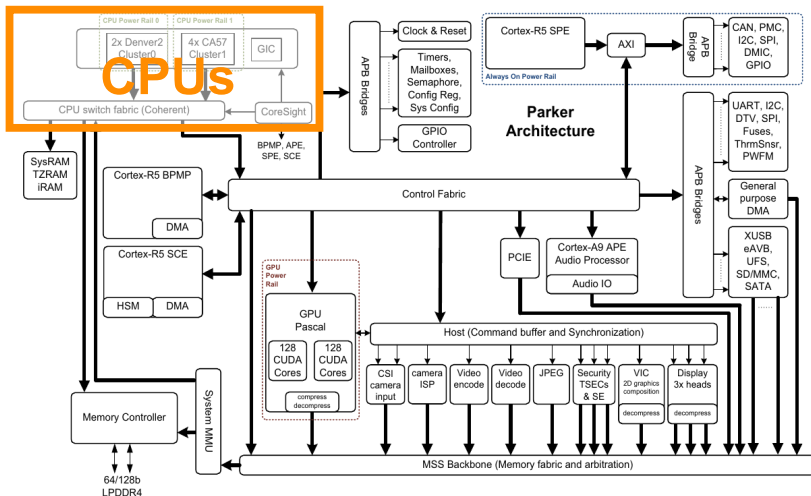 CPU Power Rail 0
CPU Power Rail 1
2x Denver2
Cluster0
4x CA57
Cluster1
GIC
CPUs
CPU switch fabric (Coherent)
CoreSight
BPMP, APE,
SPE, SCE
SysRAM
TZRAM
iRAM
APB Bridges
Clock & Reset
Timers,
Mailboxes,
Semaphore,
Config Reg,
Sys Config
GPIO
Controller
Cortex-R5 SPE
AXI
APB
Bridge
CAN, PMC,
I2C, SPI,
DMIC,
GPIO
Always On Power Rail
Parker
Architecture
APB Bridges
UART, I2C,
DTV, SPI,
Fuses,
ThrmSnsr,
PWFM
General
purpose
DMA
XUSB
eAVB,
UFS,
SD/MMC,
SATA
Cortex-R5 BPMP
DMA
Control Fabric
Cortex-R5 SCE
HSM
DMA
PCIE
Cortex-A9 APE
Audio Processor
Audio IO
GPU
Power
Rail
GPU
Pascal
128
CUDA
Cores
128
CUDA
Cores
compress
decompress
Host (Command buffer and Synchronization)
CSI
camera
input
camera
ISP
Video
encode
Video
decode
JPEG
Security
TSECs
& SE
VIC
2D graphics
composition
decompress
Display
3x heads
decompress
Memory Controller
System MMU
64/128b
LPDDR4
MSS Backbone (Memory fabric and arbitration)